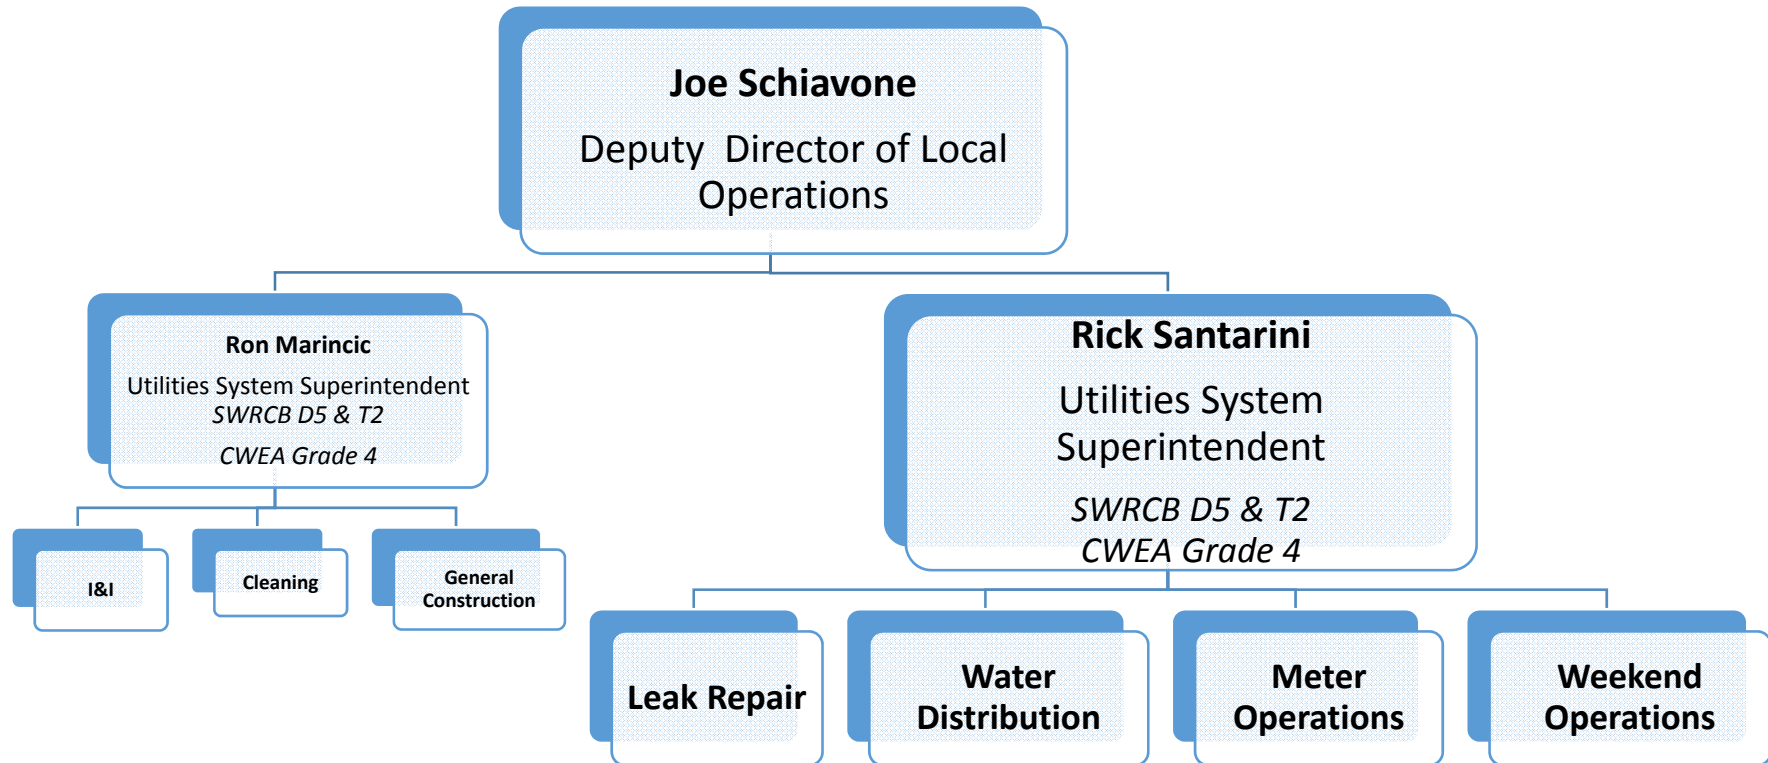 Joe Schiavone
Deputy  Director of Local
Operations
Ron Marincic
Utilities System Superintendent
SWRCB D5 & T2
CWEA Grade 4
Rick Santarini
Utilities System
Superintendent
SWRCB D5 & T2
CWEA Grade 4
I&I
Cleaning
General
Construction
Leak Repair
Water
Distribution
Meter
Operations
Weekend
Operations